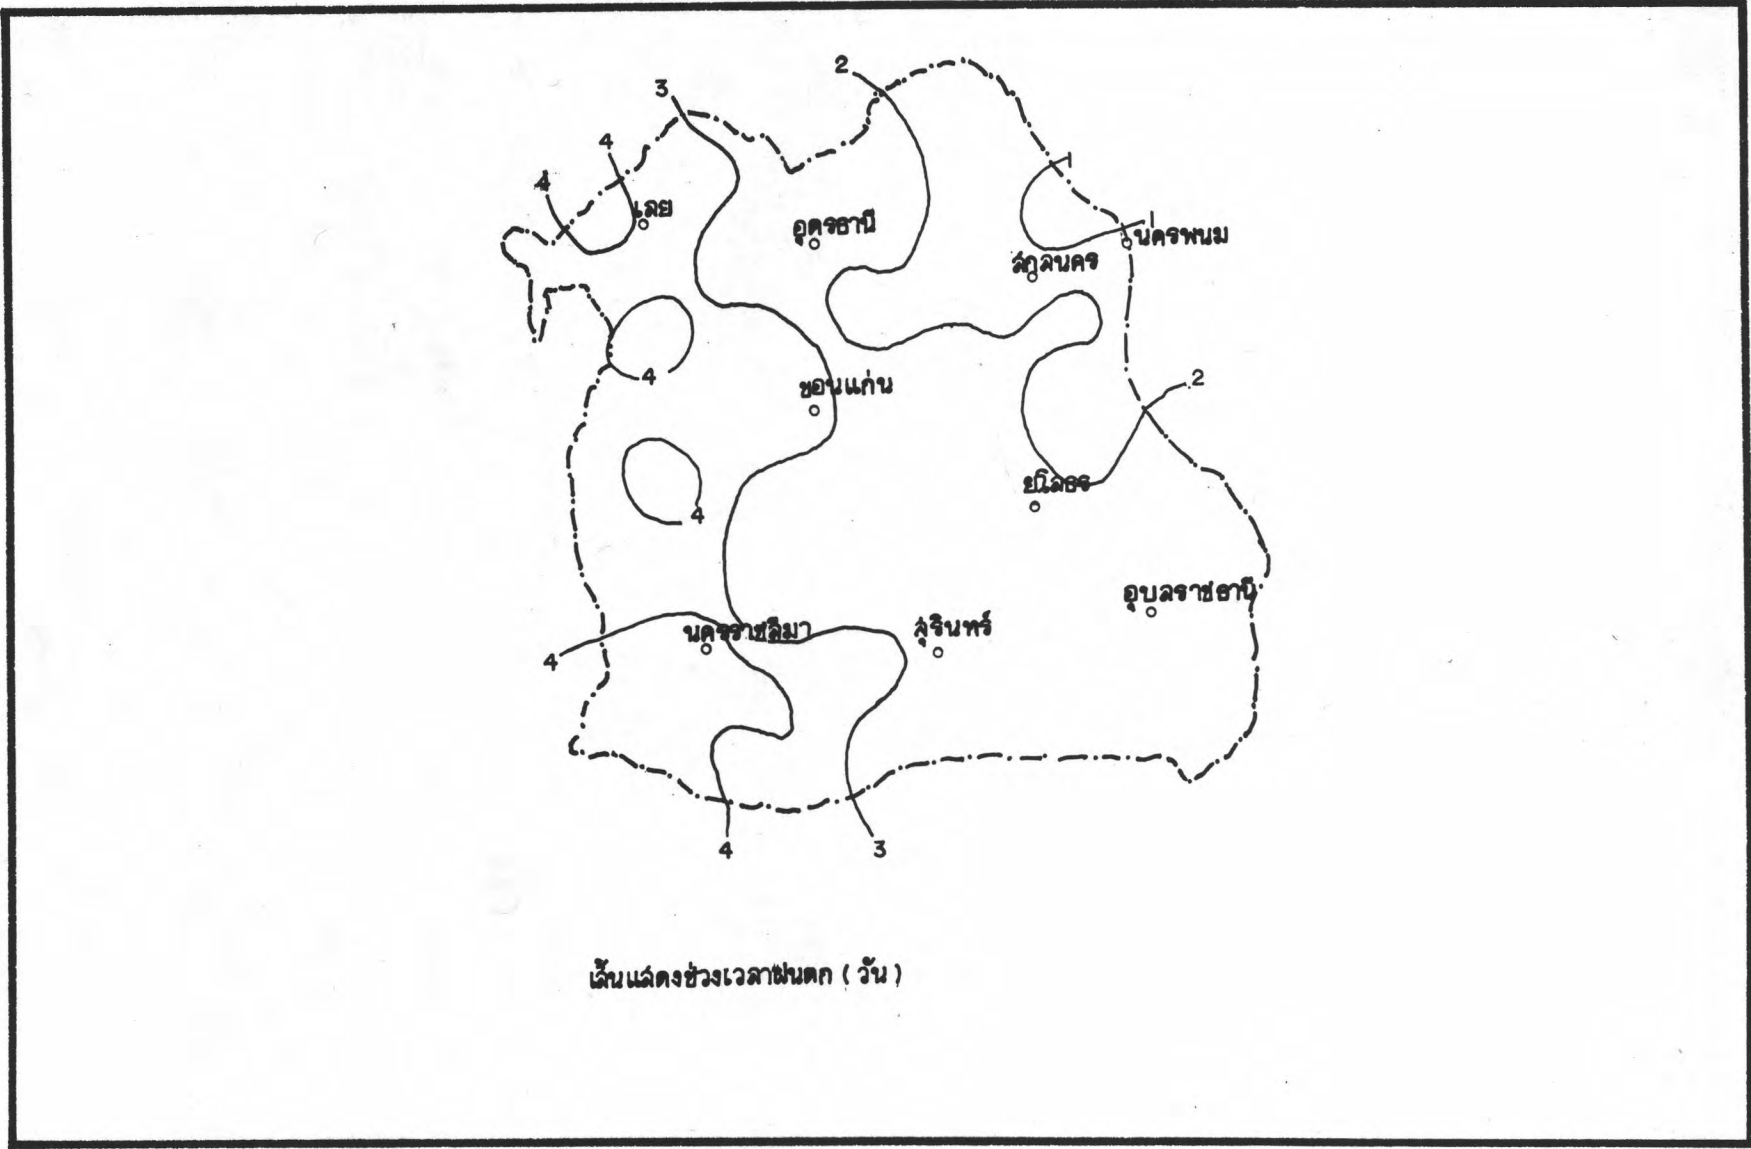 2
3
4
1
4
เลย
อุดรธานี
1
นครพนม
สกลนคร
4
ขอนแก่น
2
ยโสธร
4
อุบลราชธานี
นครราชสีมา
สุรินทร์
4
4
3
เส้นแสดงช่วงเวลาฝนตก ( วัน )